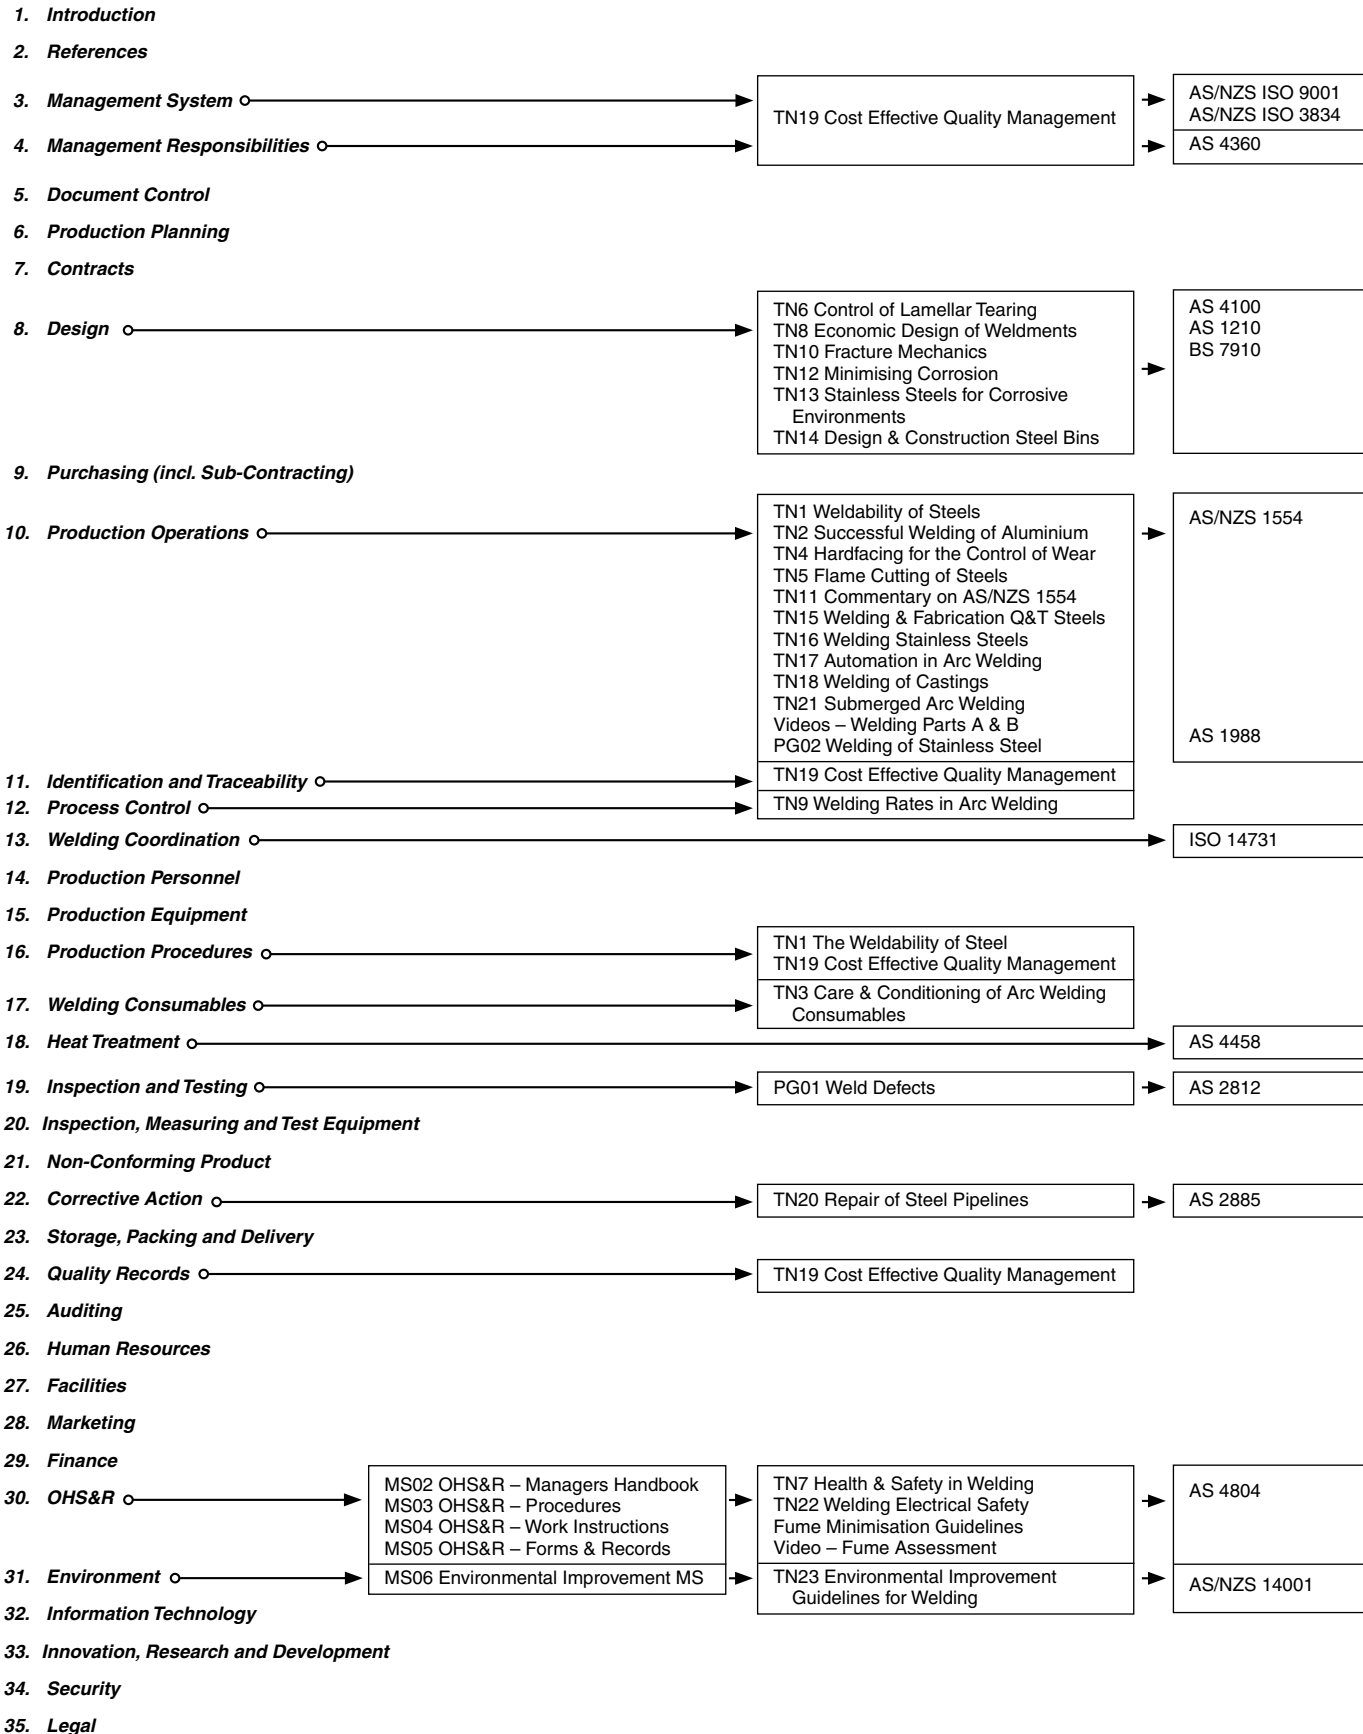 1. Introduction
2. References
3. Management System
TN19 Cost Effective Quality Management
AS/NZS ISO 9001
AS/NZS ISO 3834
4. Management Responsibilities
AS 4360
5. Document Control
6. Production Planning
7. Contracts
8. Design
TN6 Control of Lamellar Tearing
TN8 Economic Design of Weldments
TN10 Fracture Mechanics
TN12 Minimising Corrosion
TN13 Stainless Steels for Corrosive
Environments
TN14 Design & Construction Steel Bins
AS 4100
AS 1210
BS 7910
9. Purchasing (incl. Sub-Contracting)
10. Production Operations
TN1 Weldability of Steels
TN2 Successful Welding of Aluminium
TN4 Hardfacing for the Control of Wear
TN5 Flame Cutting of Steels
TN11 Commentary on AS/NZS 1554
TN15 Welding & Fabrication Q&T Steels
TN16 Welding Stainless Steels
TN17 Automation in Arc Welding
TN18 Welding of Castings
TN21 Submerged Arc Welding
Videos – Welding Parts A & B
PG02 Welding of Stainless Steel
AS/NZS 1554
AS 1988
11. Identification and Traceability
TN19 Cost Effective Quality Management
12. Process Control
TN9 Welding Rates in Arc Welding
13. Welding Coordination
ISO 14731
14. Production Personnel
15. Production Equipment
16. Production Procedures
TN1 The Weldability of Steel
TN19 Cost Effective Quality Management
17. Welding Consumables
TN3 Care & Conditioning of Arc Welding
Consumables
18. Heat Treatment
AS 4458
19. Inspection and Testing
PG01 Weld Defects
AS 2812
20. Inspection, Measuring and Test Equipment
21. Non-Conforming Product
22. Corrective Action
TN20 Repair of Steel Pipelines
AS 2885
23. Storage, Packing and Delivery
24. Quality Records
TN19 Cost Effective Quality Management
25. Auditing
26. Human Resources
27. Facilities
28. Marketing
29. Finance
30. OHS&R
MS02 OHS&R – Managers Handbook
MS03 OHS&R – Procedures
MS04 OHS&R – Work Instructions
MS05 OHS&R – Forms & Records
TN7 Health & Safety in Welding
TN22 Welding Electrical Safety
Fume Minimisation Guidelines
Video – Fume Assessment
AS 4804
31. Environment
MS06 Environmental Improvement MS
TN23 Environmental Improvement
Guidelines for Welding
AS/NZS 14001
32. Information Technology
33. Innovation, Research and Development
34. Security
35. Legal